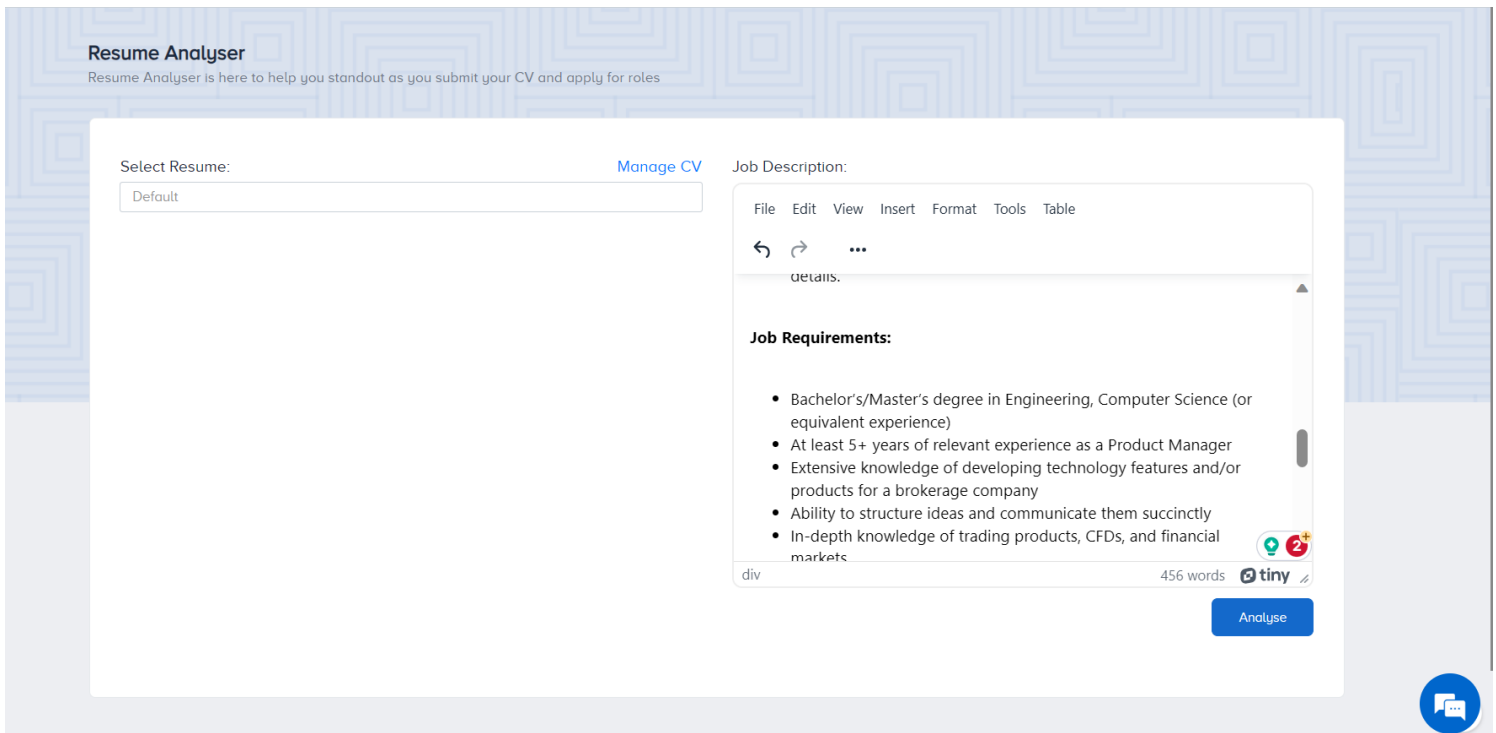 Resume Analyser
Resume Analyser is here to help you standout as you submit your CV and apply for roles
Select Resume:
Manage CV
Default
Job Description:
File Edit View Insert Format Tools Table
details.
Job Requirements:
• Bachelor's/Master's degree in Engineering, Computer Science (or
equivalent experience)
• At least 5+ years of relevant experience as a Product Manager
• Extensive knowledge of developing technology features and/or
products for a brokerage company
• Ability to structure ideas and communicate them succinctly
• In-depth knowledge of trading products, CFDs, and financial
markets
2
div
456 words tiny
Analyse